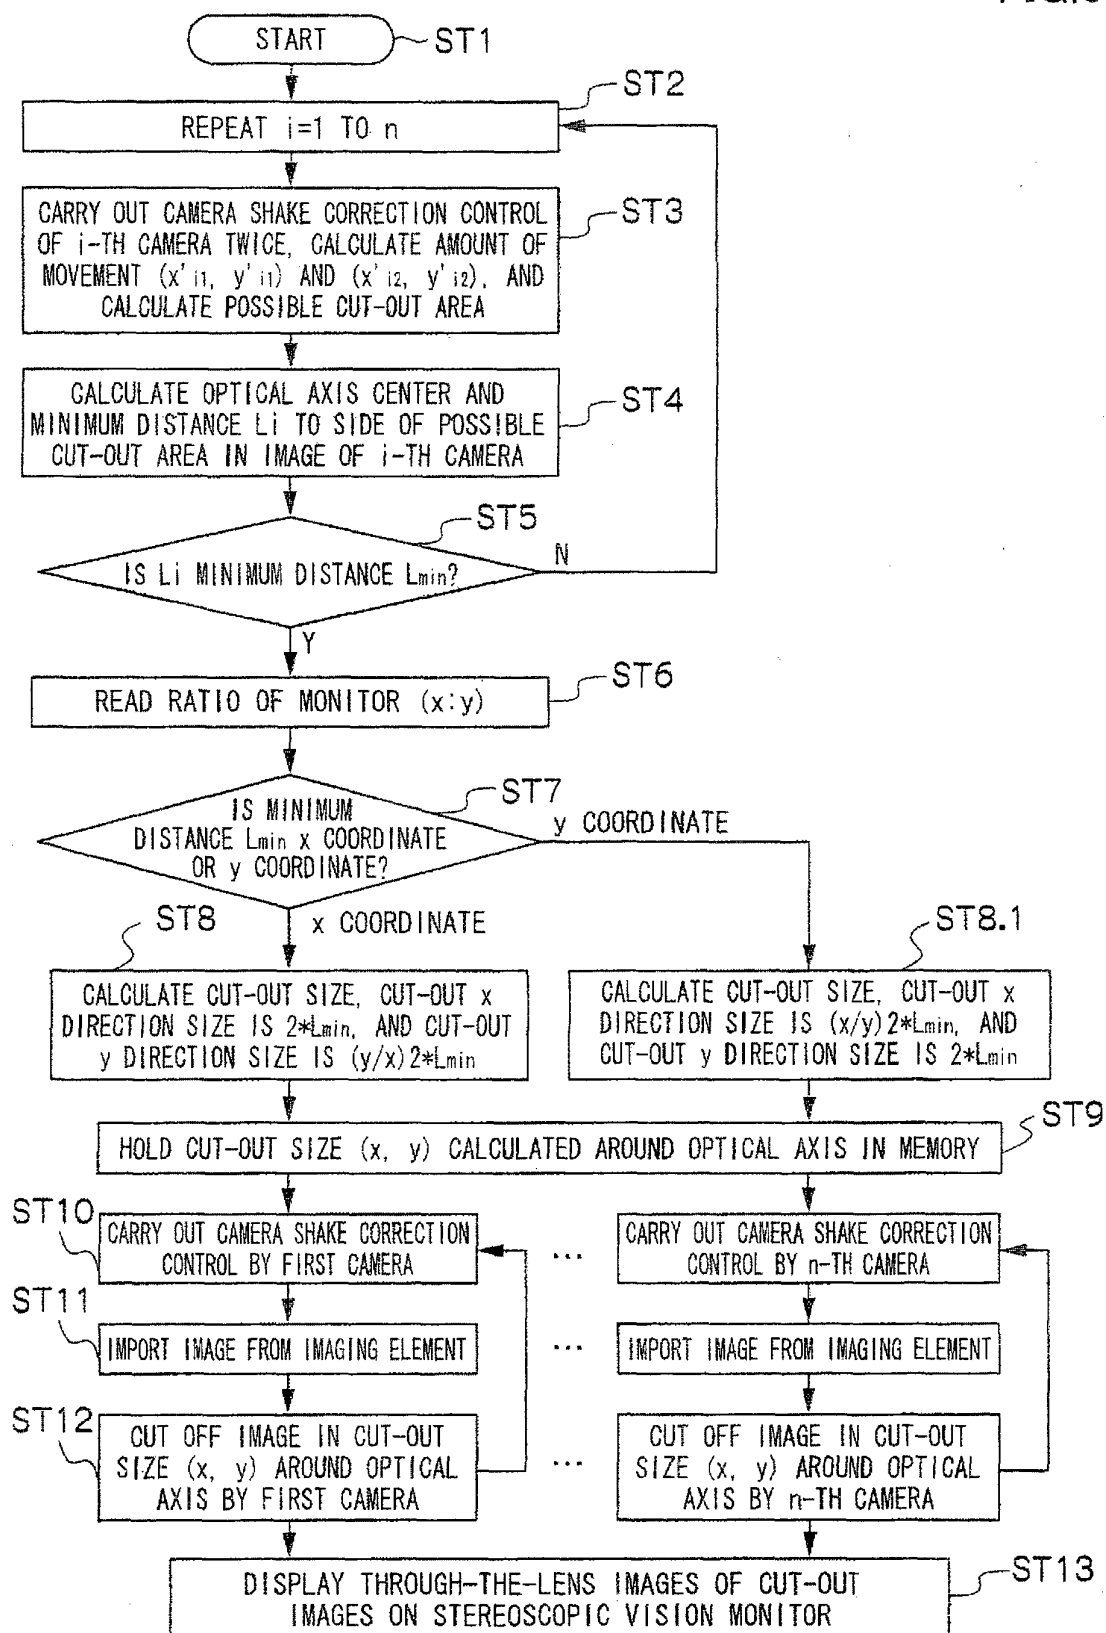 START
ST1
ST2
REPEAT i=1 TO n
CARRY OUT CAMERA SHAKE CORRECTION CONTROL
OF i-TH CAMERA TWICE, CALCULATE AMOUNT OF
MOVEMENT (x'i1, y'i1) AND (x'i2, y'i2), AND
CALCULATE POSSIBLE CUT-OUT AREA
ST3
CALCULATE OPTICAL AXIS CENTER AND
MINIMUM DISTANCE Li TO SIDE OF POSSIBLE
CUT-OUT AREA IN IMAGE OF i-TH CAMERA
ST4
ST5
IS Li MINIMUM DISTANCE Lmin?
N
Y
READ RATIO OF MONITOR (x:y)
ST6
ST7
IS MINIMUM
DISTANCE Lmin x COORDINATE
OR y COORDINATE?
y COORDINATE
x COORDINATE
ST8
CALCULATE CUT-OUT SIZE, CUT-OUT x
DIRECTION SIZE IS 2*Lmin, AND CUT-OUT
y DIRECTION SIZE IS (y/x)2*Lmin
ST8.1
CALCULATE CUT-OUT SIZE, CUT-OUT x
DIRECTION SIZE IS (x/y)2*Lmin, AND
CUT-OUT y DIRECTION SIZE IS 2*Lmin
ST9
HOLD CUT-OUT SIZE (x, y) CALCULATED AROUND OPTICAL AXIS IN MEMORY
ST10
CARRY OUT CAMERA SHAKE CORRECTION
CONTROL BY FIRST CAMERA
...
CARRY OUT CAMERA SHAKE CORRECTION
CONTROL BY n-TH CAMERA
ST11
IMPORT IMAGE FROM IMAGING ELEMENT
...
IMPORT IMAGE FROM IMAGING ELEMENT
ST12
CUT OFF IMAGE IN CUT-OUT
SIZE (x, y) AROUND OPTICAL
AXIS BY FIRST CAMERA
...
CUT OFF IMAGE IN CUT-OUT
SIZE (x, y) AROUND OPTICAL
AXIS BY n-TH CAMERA
ST13
DISPLAY THROUGH-THE-LENS IMAGES OF CUT-OUT
IMAGES ON STEREOSCOPIC VISION MONITOR